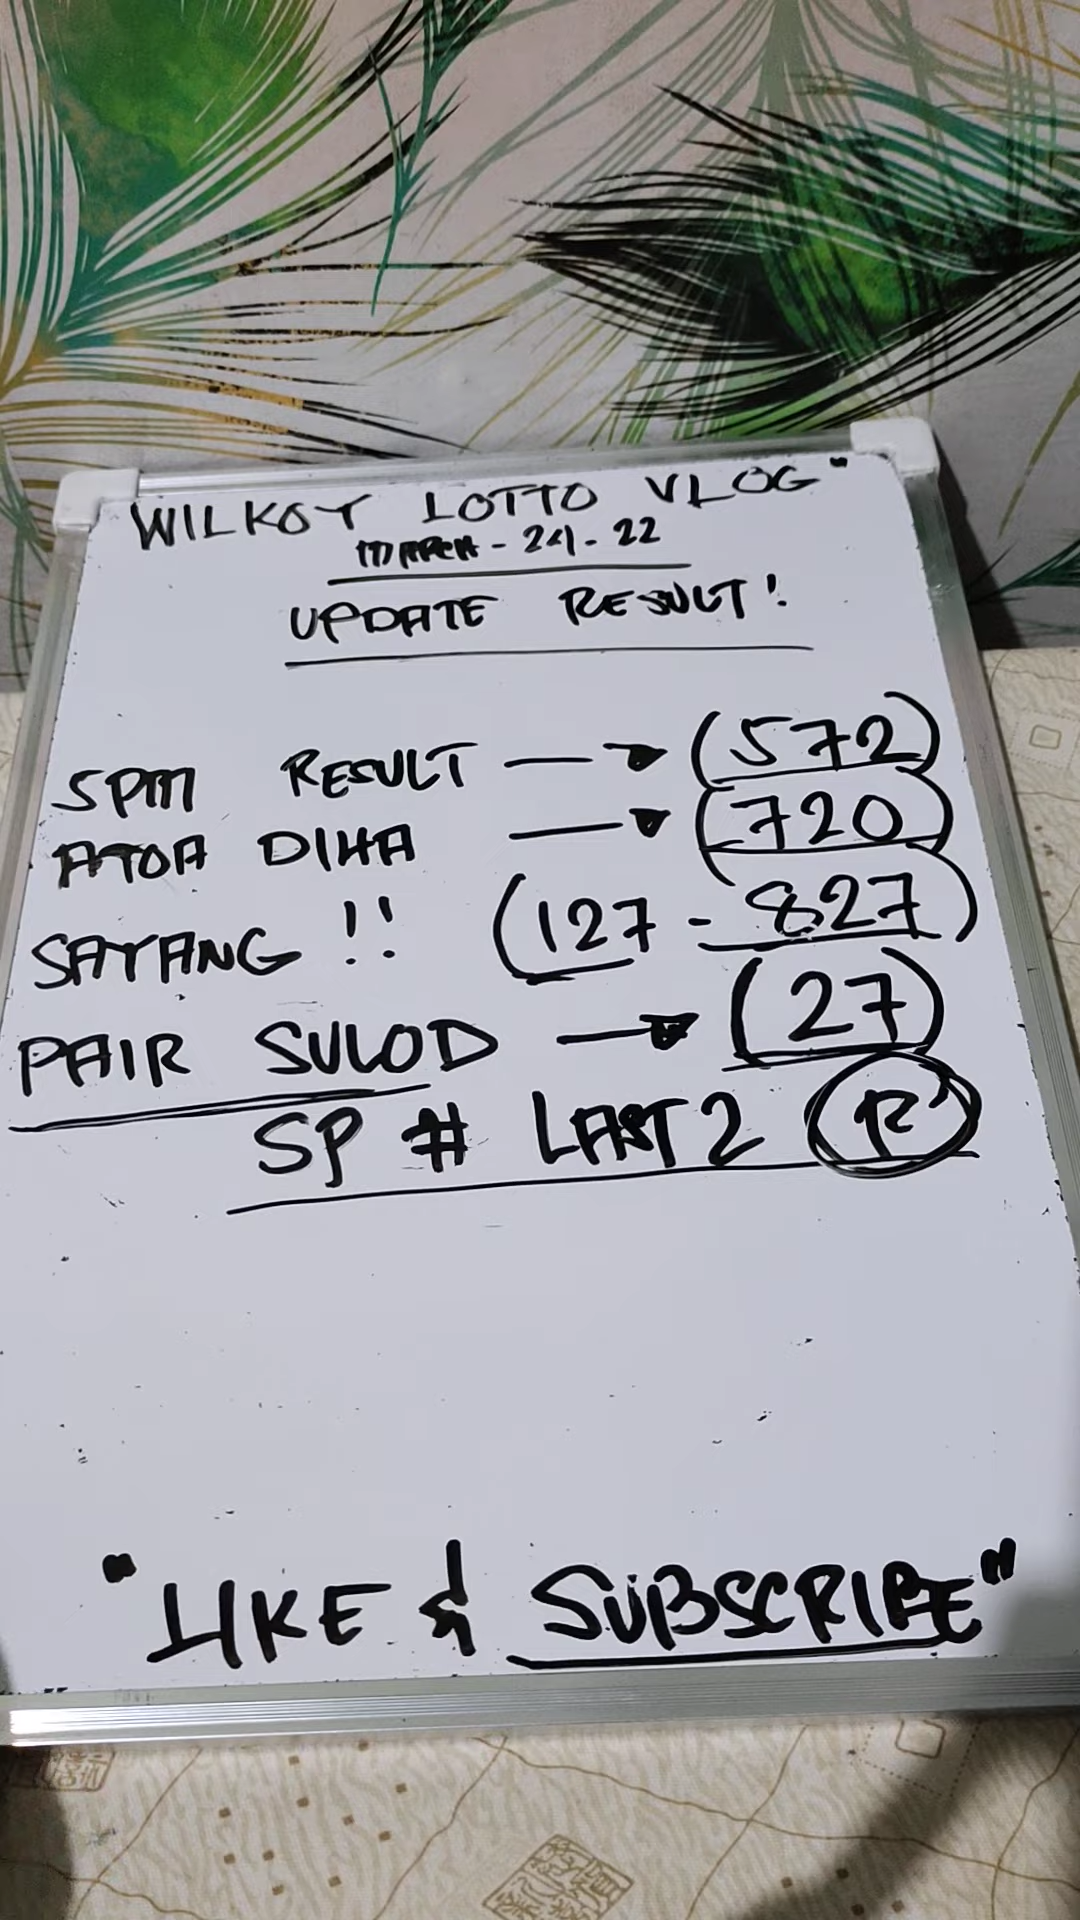 WILKOY LOTTO VLOG"
MARCH-24-22
UPDATE RESULT!
5PM RESULT → (572)
ATOA DIHA → (720)
SAYANG!! (127-827)
PAIR SULOD → (27)
SP # LAST 2 R
"LIKE & SUBSCRIBE"